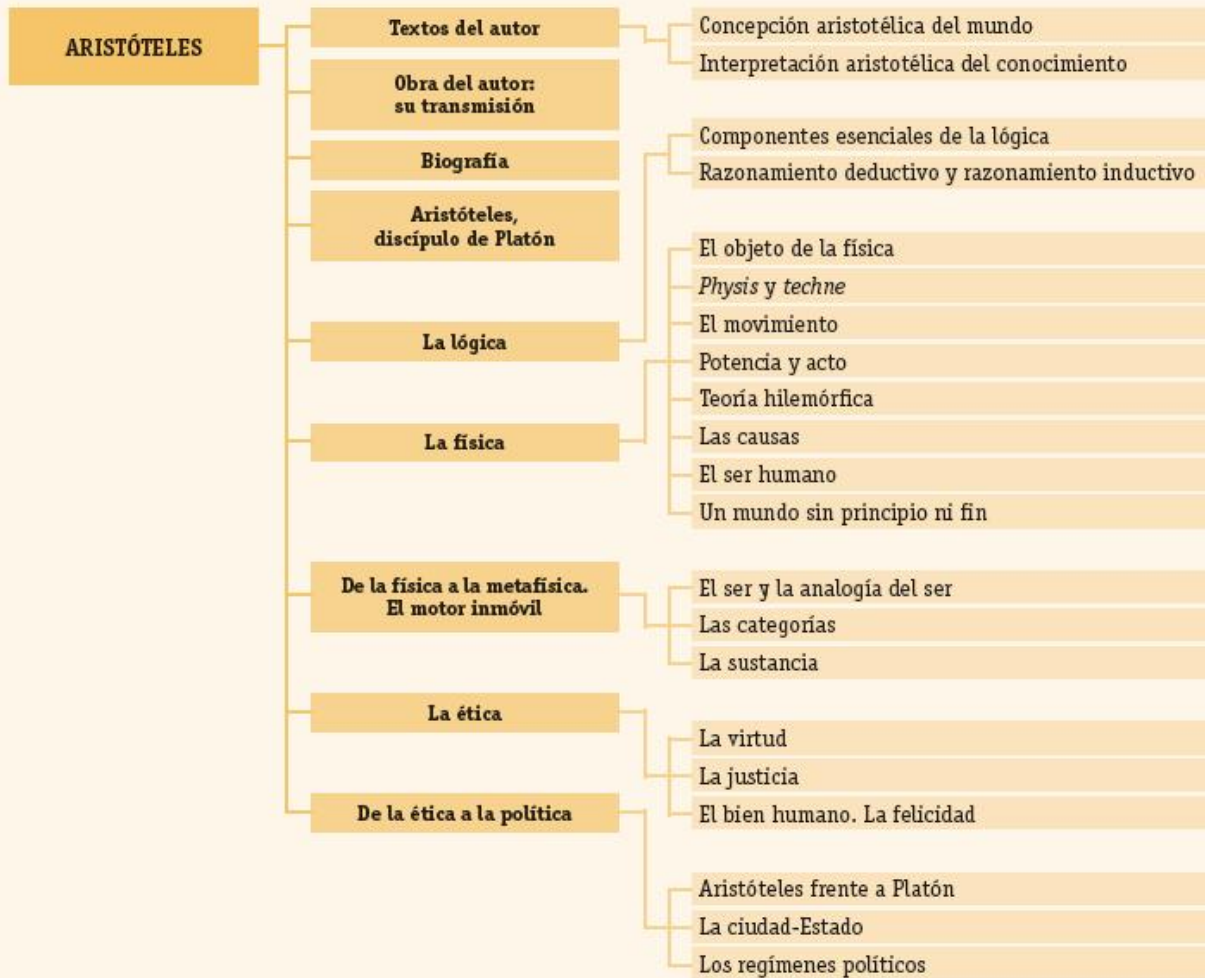 ARISTÓTELES
Textos del autor
Concepción aristotélica del mundo
Interpretación aristotélica del conocimiento
Obra del autor:
su transmisión
Biografía
Aristóteles,
discípulo de Platón
La lógica
Componentes esenciales de la lógica
Razonamiento deductivo y razonamiento inductivo
La física
El objeto de la física
Physis y techne
El movimiento
Potencia y acto
Teoría hilemórfica
Las causas
El ser humano
Un mundo sin principio ni fin
De la física a la metafísica.
El motor inmóvil
El ser y la analogía del ser
Las categorías
La sustancia
La ética
La virtud
La justicia
El bien humano. La felicidad
De la ética a la política
Aristóteles frente a Platón
La ciudad-Estado
Los regímenes políticos